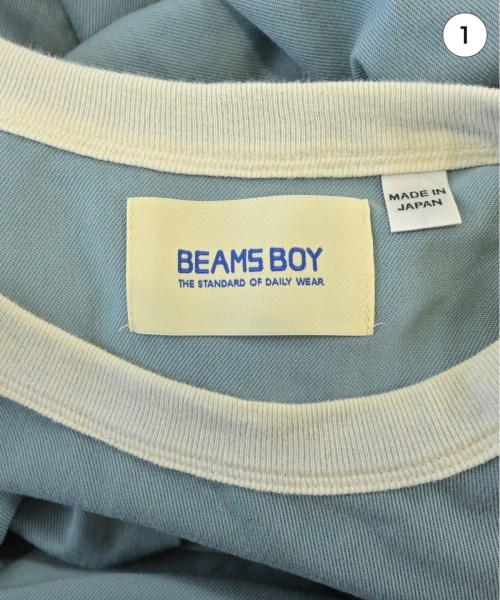 1
MADE IN
JAPAN
BEAMS BOY
THE STANDARD OF DAILY WEAR